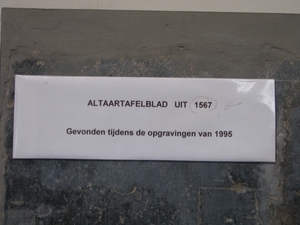 ALTAARTAFELBLAD UIT 1567
Gevonden tijdens de opgravingen van 1995